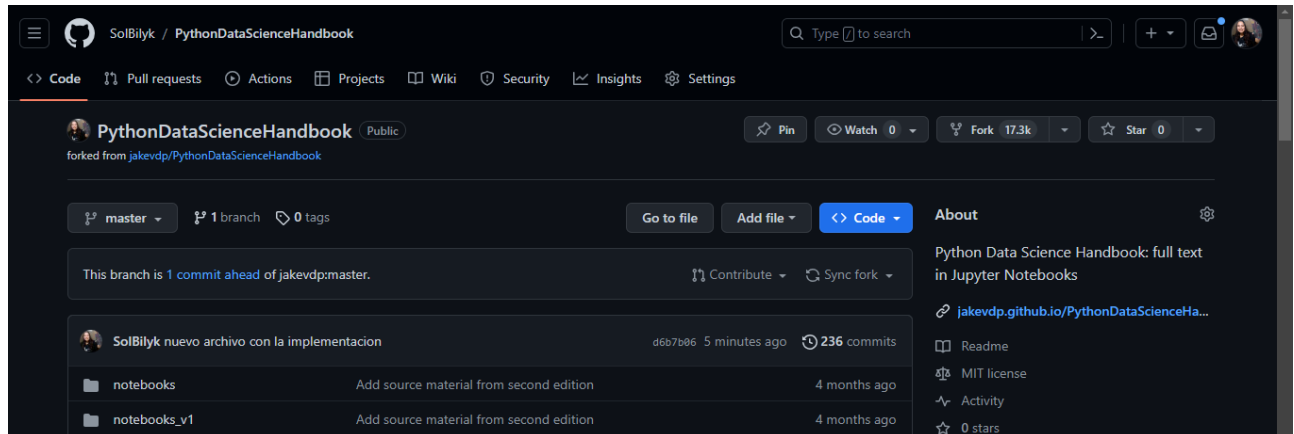 SolBilyk / PythonDataScienceHandbook
Type / to search
Code Pull requests Actions Projects Wiki Security Insights Settings
PythonDataScienceHandbook Public
Pin Watch 0 Fork 17.3k Star 0
forked from jakevdp/PythonDataScienceHandbook
master 1 branch 0 tags
Go to file Add file Code
About
Python Data Science Handbook: full text
in Jupyter Notebooks
This branch is 1 commit ahead of jakevdp:master.
Contribute Sync fork
jakevdp.github.io/PythonDataScienceHa...
SolBilyk nuevo archivo con la implementacion d6b7b06 5 minutes ago 236 commits
Readme
MIT license
notebooks Add source material from second edition 4 months ago
Activity
notebooks_v1 Add source material from second edition 4 months ago
0 stars